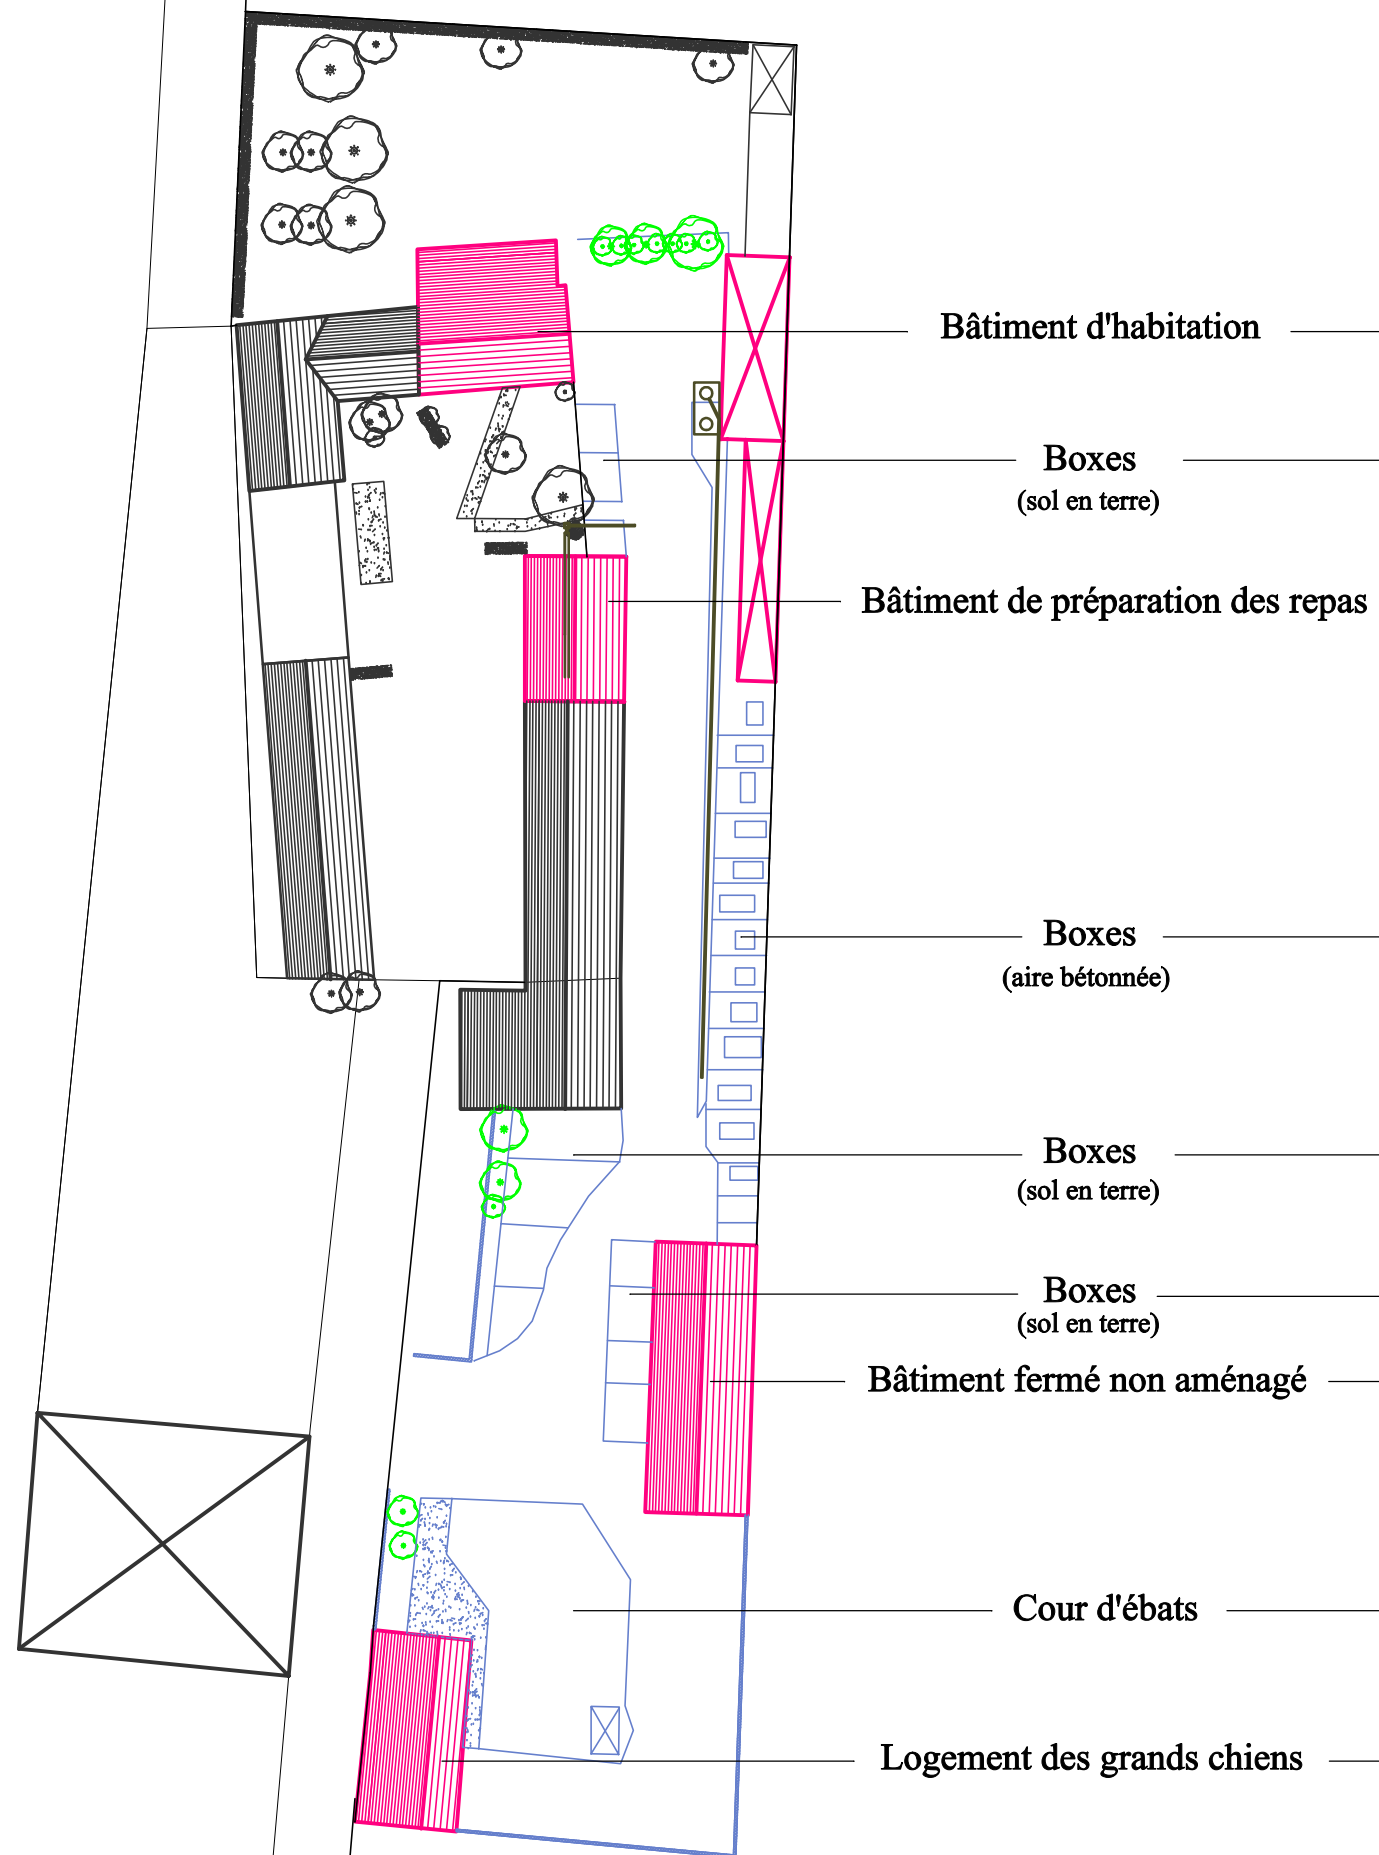 Bâtiment d'habitation
Boxes
(sol en terre)
Bâtiment de préparation des repas
Boxes
(aire bétonnée)
Boxes
(sol en terre)
Boxes
(sol en terre)
Bâtiment fermé non aménagé
Cour d'ébats
Logement des grands chiens